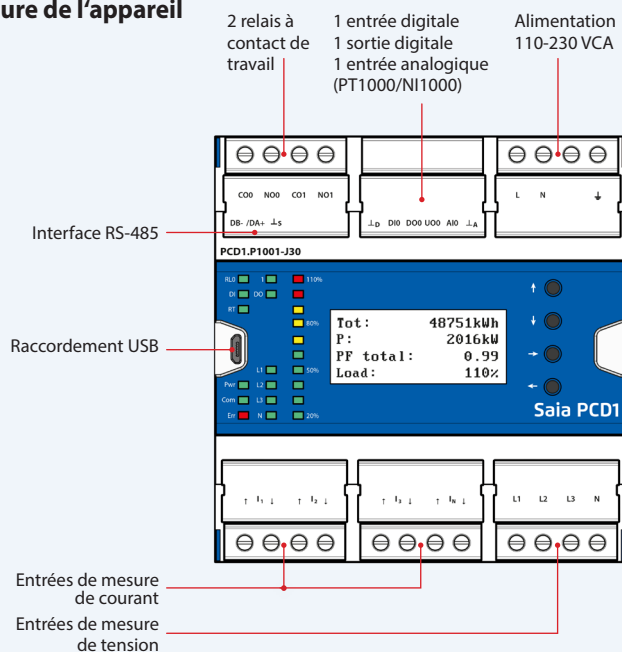 ure de l'appareil
2 relais à
contact de
travail
1 entrée digitale
1 sortie digitale
1 entrée analogique
(PT1000/NI1000)
Alimentation
110-230 VCA
CO0 NO0 CO1 NO1
L N
DB- /DA+ ⊥S
⊥D DI0 DO0 UO0 AI0 ⊥A
Interface RS-485
PCD1.P1001-J30
RL0 1 110%
DI DO
RT 80%
Tot: 48751kWh
P: 2016kW
PF total: 0.99
Load: 110%
↑
↓
→
←
Raccordement USB
L1 50%
Pwr L2
Com L3
Err N 20%
Saia PCD1
↑ I1 ↓ ↑ I2 ↓
↑ I3 ↓ ↑ IN ↓
L1 L2 L3 N
Entrées de mesure
de courant
Entrées de mesure
de tension